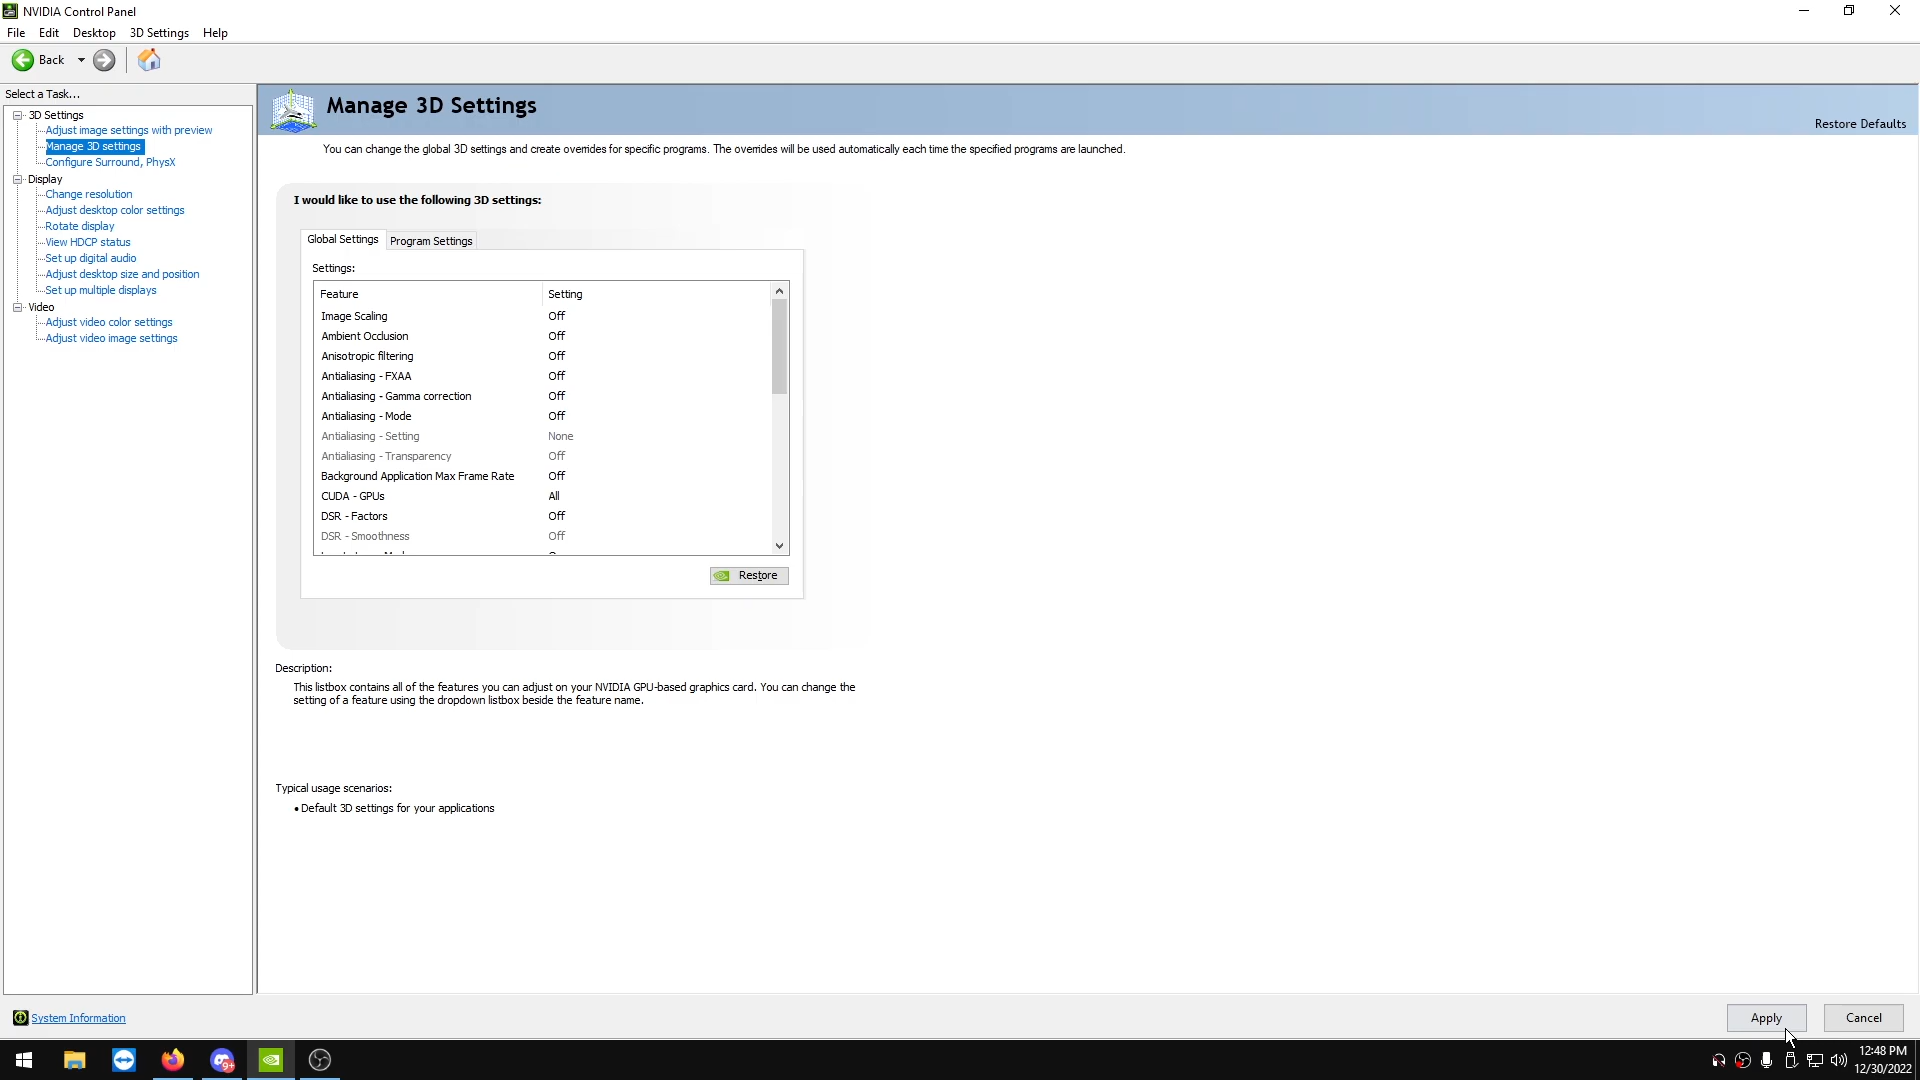 NVIDIA Control Panel
File Edit Desktop 3D Settings Help
Back
Select a Task...
3D Settings
Adjust image settings with preview
Manage 3D settings
Configure Surround, PhysX
Display
Change resolution
Adjust desktop color settings
Rotate display
View HDCP status
Set up digital audio
Adjust desktop size and position
Set up multiple displays
Video
Adjust video color settings
Adjust video image settings
Manage 3D Settings
Restore Defaults
You can change the global 3D settings and create overrides for specific programs. The overrides will be used automatically each time the specified programs are launched.
I would like to use the following 3D settings:
Global Settings Program Settings
Settings:
Feature Setting
Image Scaling Off
Ambient Occlusion Off
Anisotropic filtering Off
Antialiasing - FXAA Off
Antialiasing - Gamma correction Off
Antialiasing - Mode Off
Antialiasing - Setting None
Antialiasing - Transparency Off
Background Application Max Frame Rate Off
CUDA - GPUs All
DSR - Factors Off
DSR - Smoothness Off
Restore
Description:
This listbox contains all of the features you can adjust on your NVIDIA GPU-based graphics card. You can change the
setting of a feature using the dropdown listbox beside the feature name.
Typical usage scenarios:
• Default 3D settings for your applications
System Information
Apply Cancel
9+
12:48 PM
12/30/2022